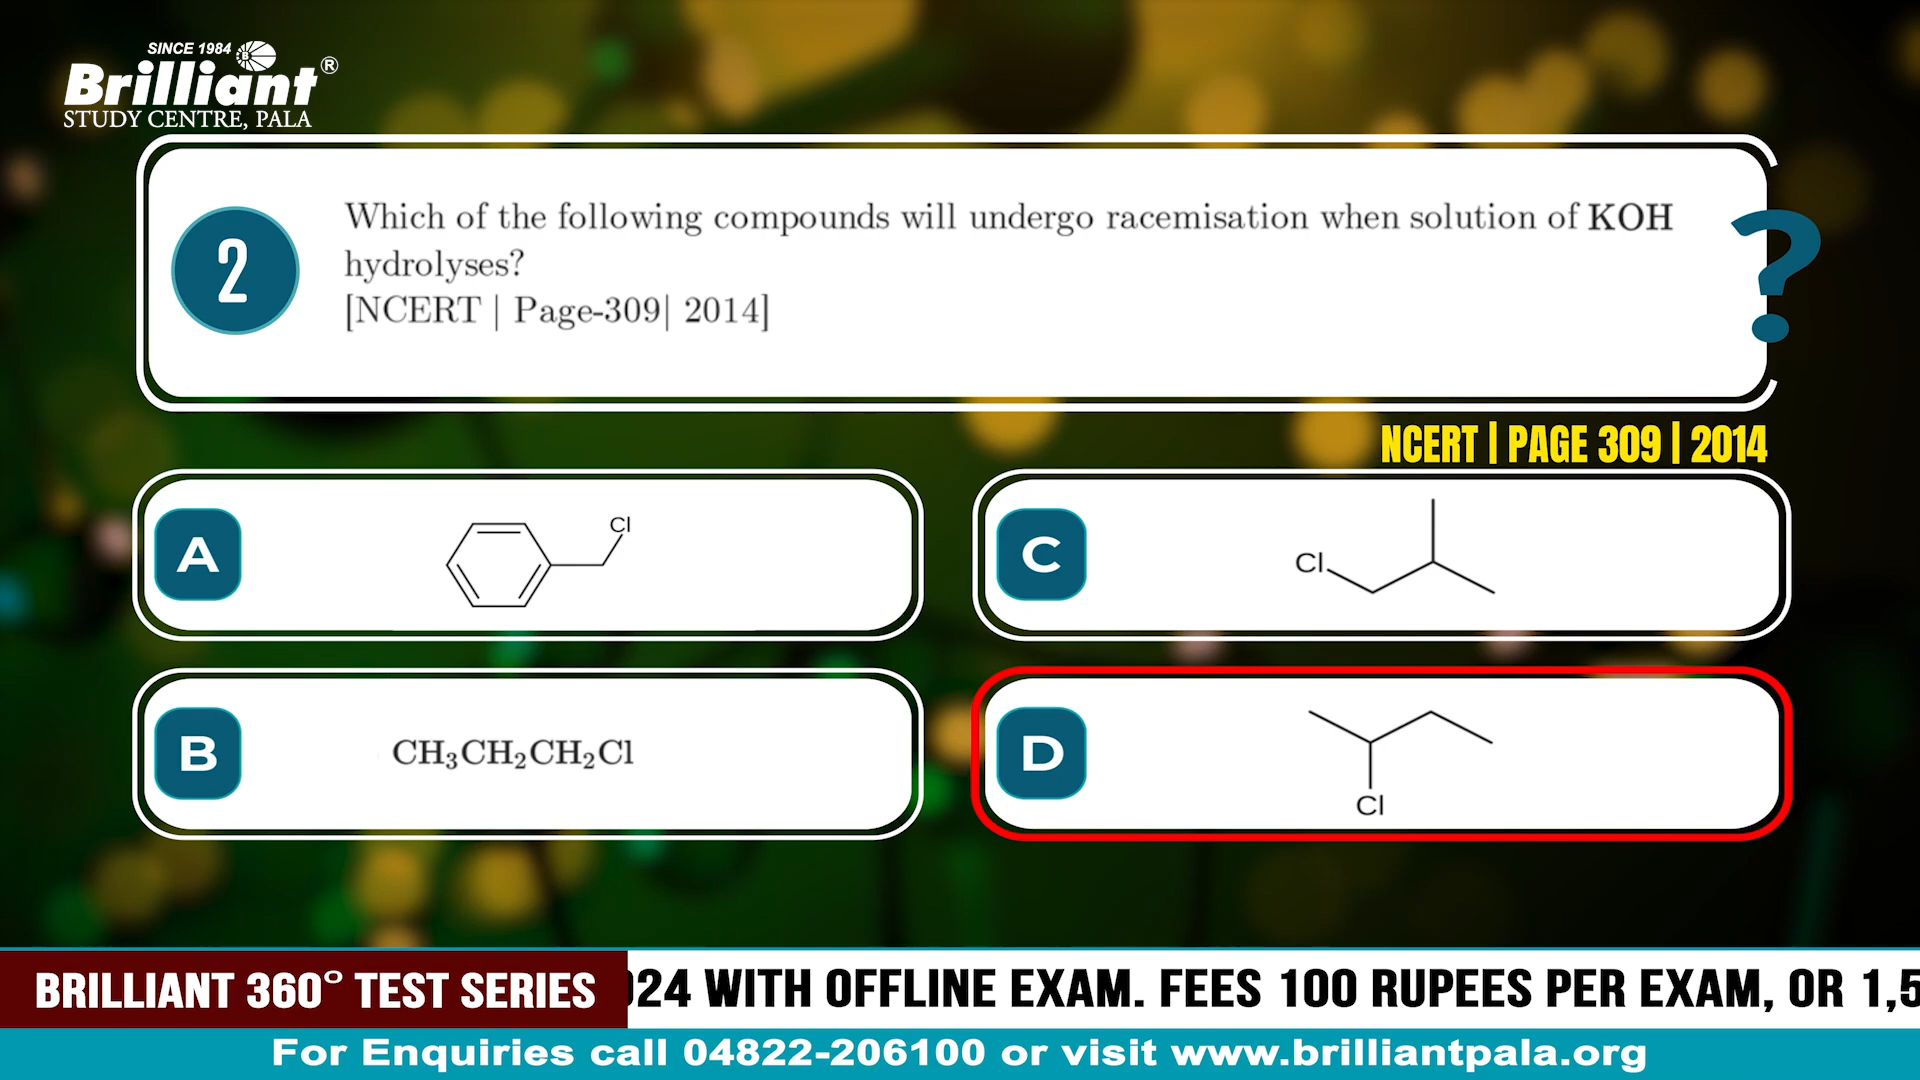 SINCE 1984
Brilliant®
STUDY CENTRE, PALA
2
Which of the following compounds will undergo racemisation when solution of KOH
hydrolyses?
[NCERT | Page-309| 2014]
?
NCERT | PAGE 309 | 2014
A
Cl
C
Cl
B
CH₃CH₂CH₂Cl
D
Cl
BRILLIANT 360° TEST SERIES
24 WITH OFFLINE EXAM. FEES 100 RUPEES PER EXAM, OR 1,5
For Enquiries call 04822-206100 or visit www.brilliantpala.org